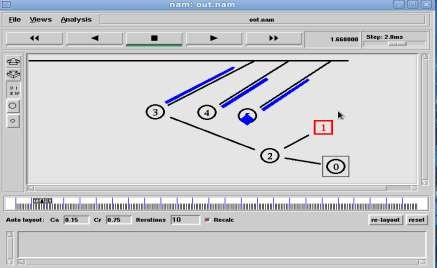 nam: out.nam
File Views Analysis out.nam
1.660000 Step: 2.0ms
3 4
1
2
0
Auto layout: Ca 0.15 Cr 0.75 Iterations 10 Recalc re-layout reset